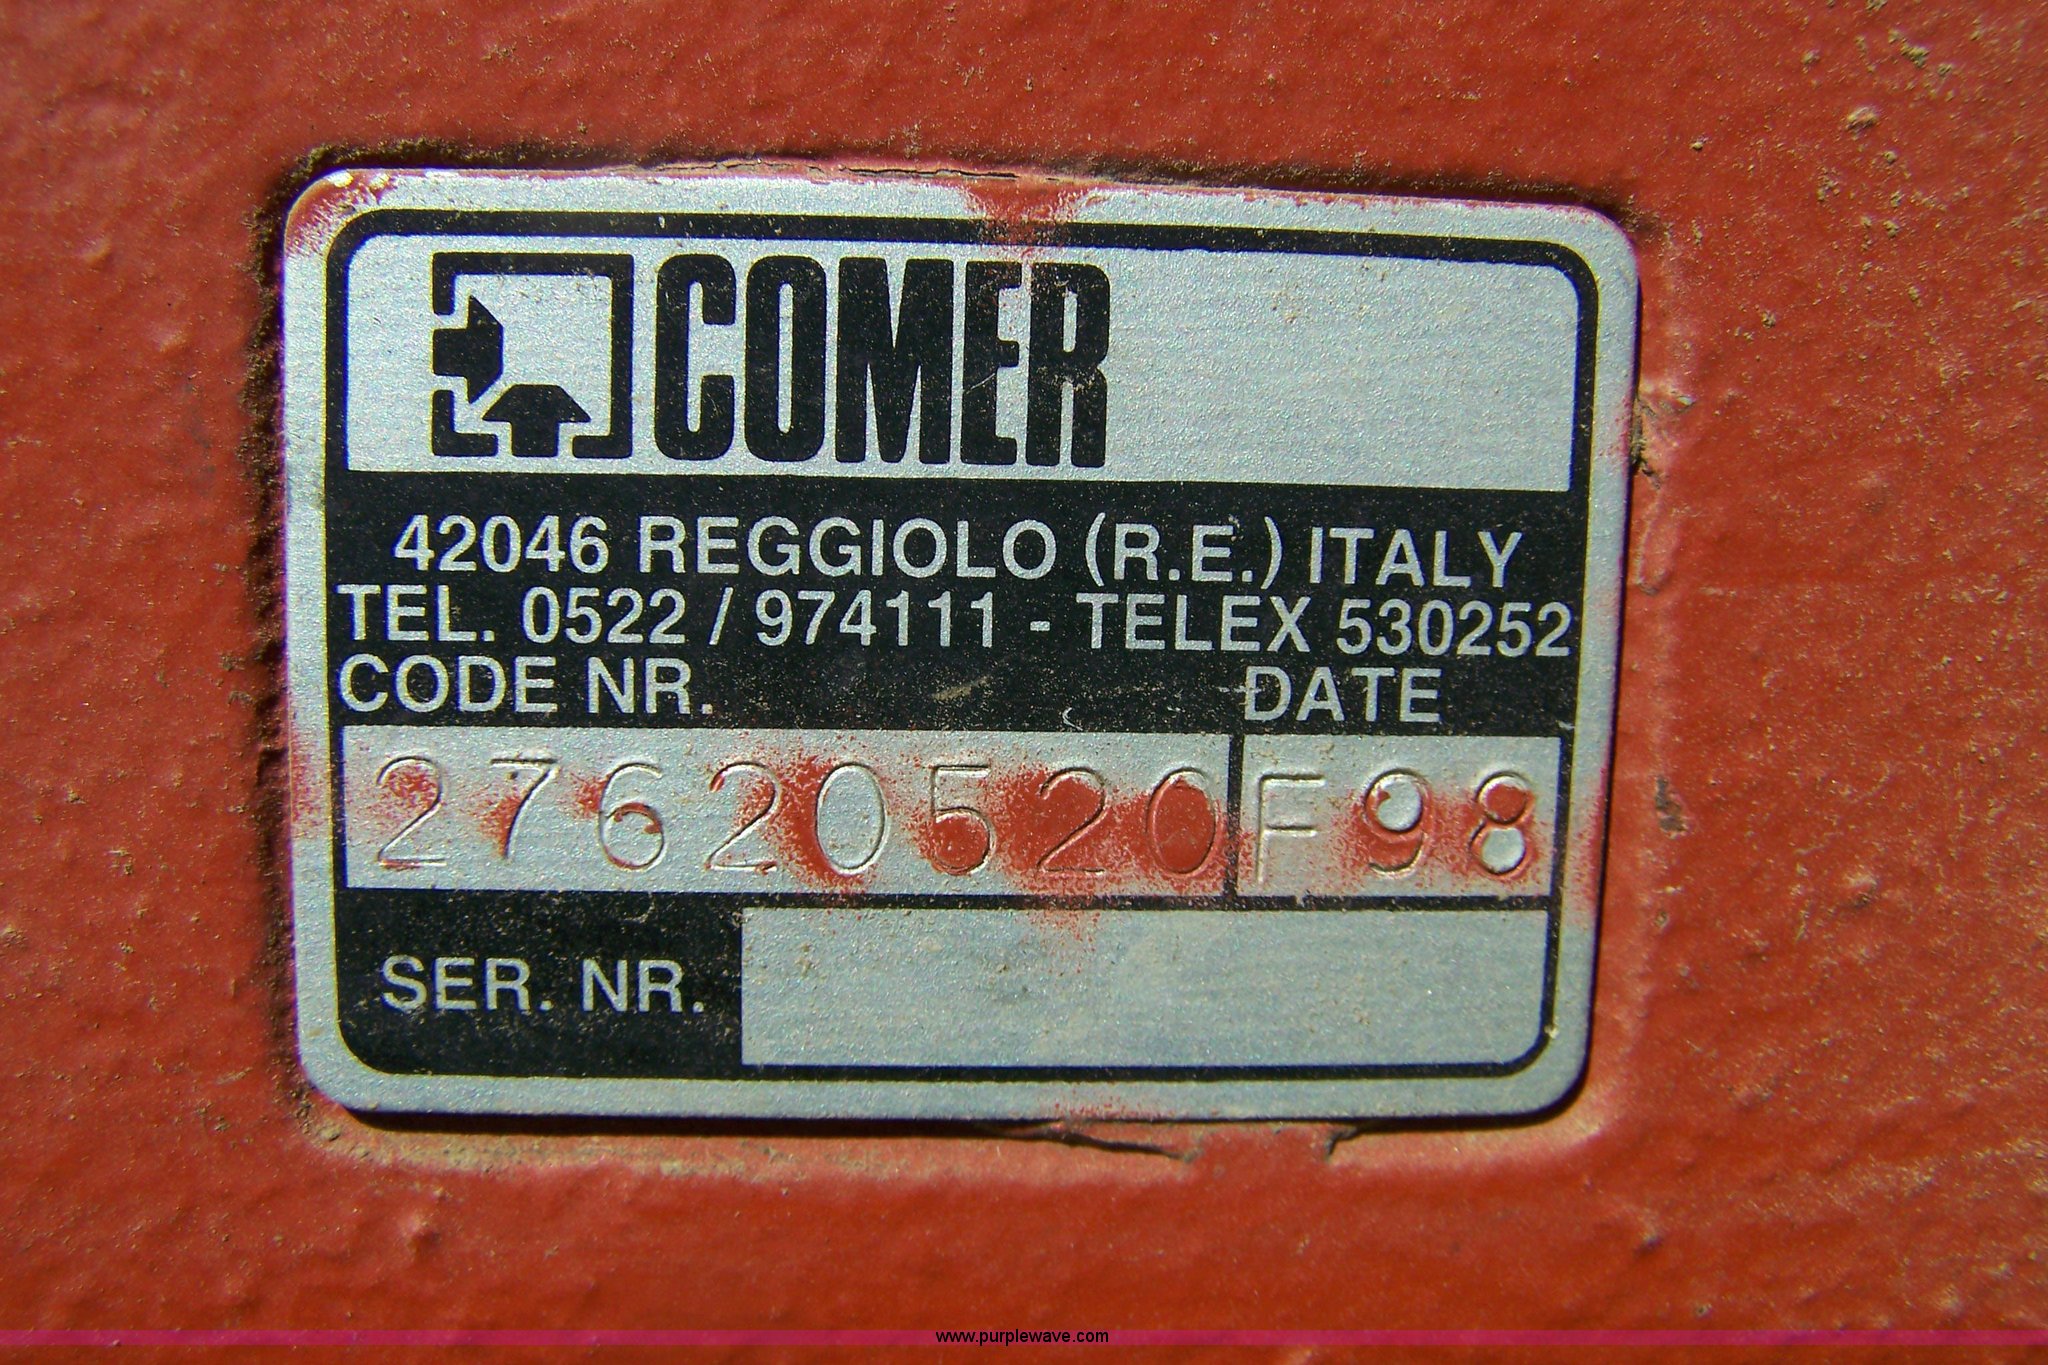 COMER
42046 REGGIOLO (R.E.) ITALY
TEL. 0522 / 974111 - TELEX 530252
CODE NR. DATE
27620520 F98
SER. NR.
www.purplewave.com